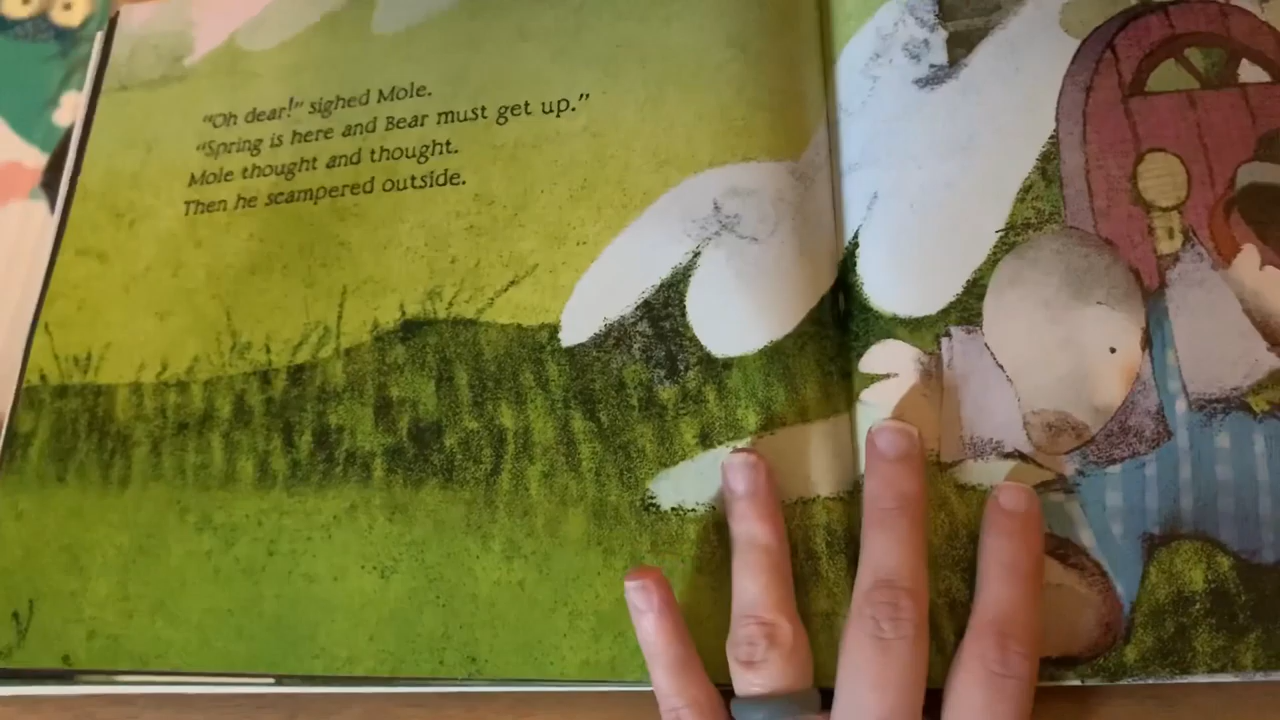 “Oh dear!” sighed Mole.
“Spring is here and Bear must get up.”
Mole thought and thought.
Then he scampered outside.